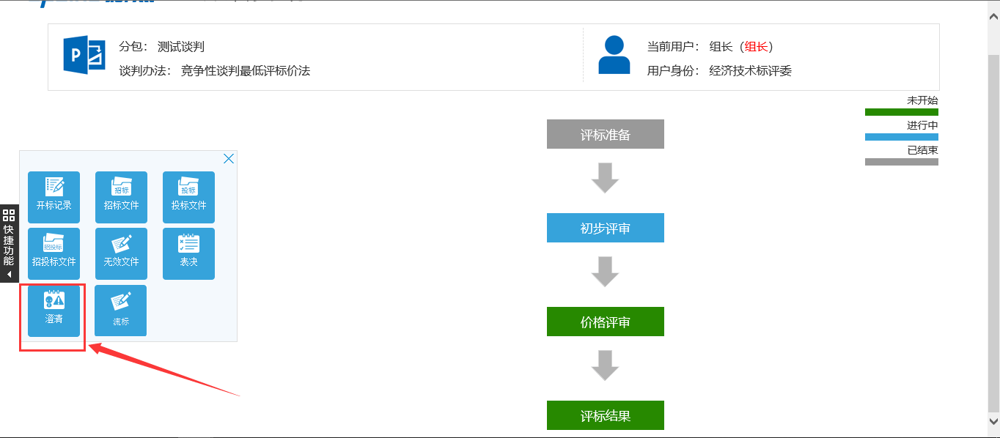 分包： 测试谈判
谈判办法： 竞争性谈判最低评标价法
当前用户： 组长（组长）
用户身份： 经济技术标评委
未开始
进行中
已结束
评标准备
初步评审
价格评审
评标结果
快捷功能
开标记录
招标
招标文件
投标
投标文件
招投标
招投标文件
无效文件
表决
澄清
流标